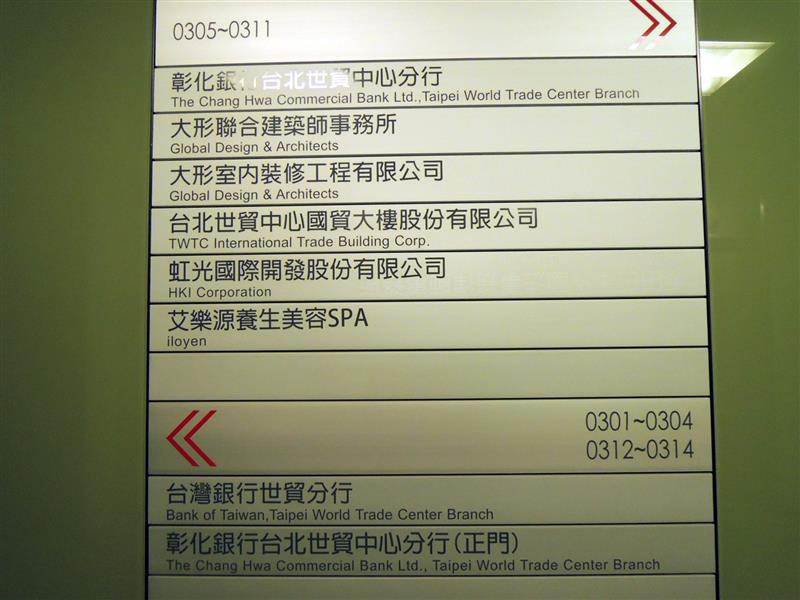 0305~0311
彰化銀行台北世貿中心分行
The Chang Hwa Commercial Bank Ltd.,Taipei World Trade Center Branch
大形聯合建築師事務所
Global Design & Architects
大形室內裝修工程有限公司
Global Design & Architects
台北世貿中心國貿大樓股份有限公司
TWTC International Trade Building Corp.
虹光國際開發股份有限公司
HKI Corporation
艾樂源養生美容SPA
iloyen
0301~0304
0312~0314
台灣銀行世貿分行
Bank of Taiwan,Taipei World Trade Center Branch
彰化銀行台北世貿中心分行(正門)
The Chang Hwa Commercial Bank Ltd., Taipei World Trade Center Branch